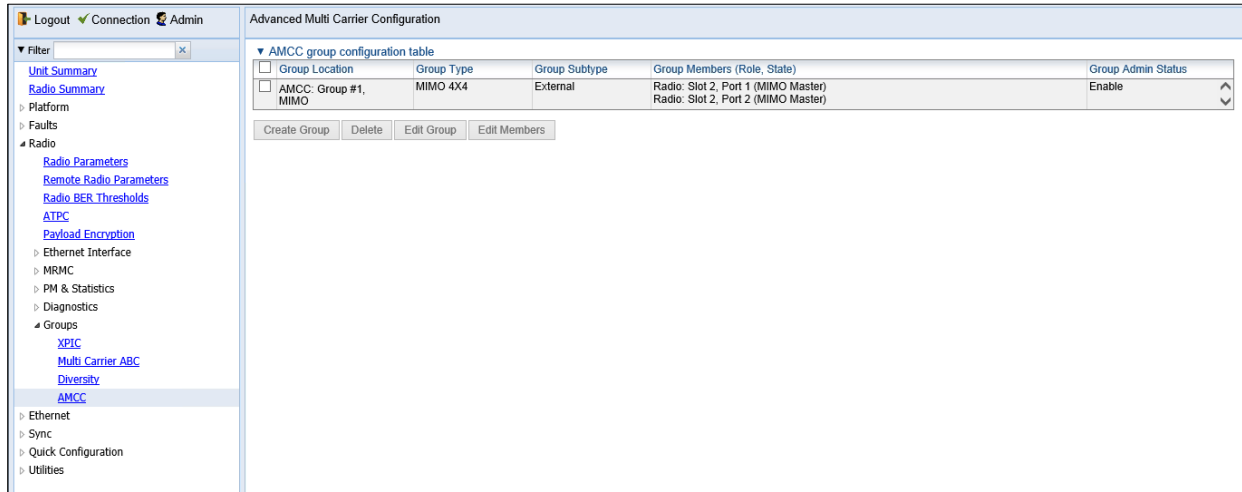 Logout Connection Admin
Filter
Unit Summary
Radio Summary
Platform
Faults
Radio
Radio Parameters
Remote Radio Parameters
Radio BER Thresholds
ATPC
Payload Encryption
Ethernet Interface
MRMC
PM & Statistics
Diagnostics
Groups
XPIC
Multi Carrier ABC
Diversity
AMCC
Ethernet
Sync
Quick Configuration
Utilities
Advanced Multi Carrier Configuration
AMCC group configuration table
Group Location Group Type Group Subtype Group Members (Role, State) Group Admin Status
AMCC: Group #1, MIMO 4X4 External Radio: Slot 2, Port 1 (MIMO Master) Enable
MIMO Radio: Slot 2, Port 2 (MIMO Master)
Create Group Delete Edit Group Edit Members